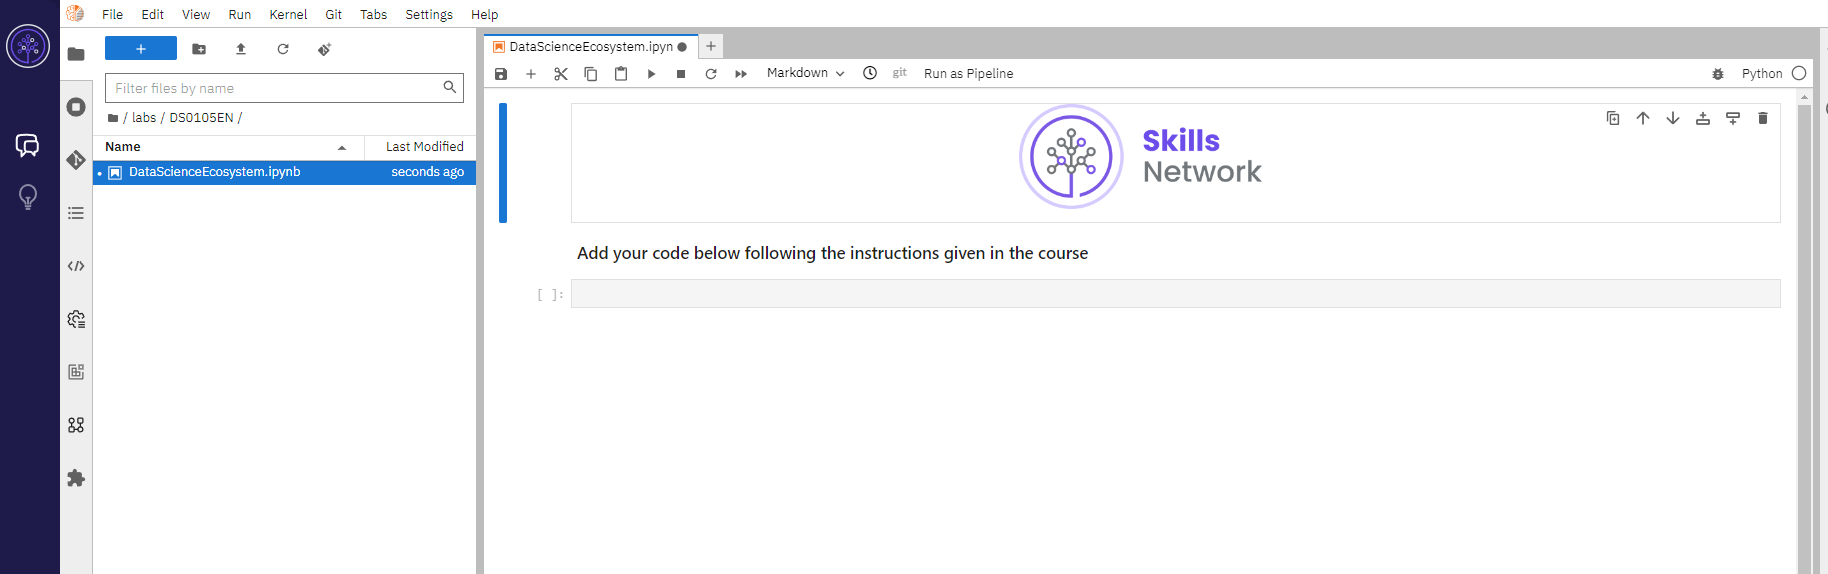 File Edit View Run Kernel Git Tabs Settings Help
Filter files by name
/ labs / DS0105EN /
Name Last Modified
DataScienceEcosystem.ipynb seconds ago
DataScienceEcosystem.ipyn
Markdown git Run as Pipeline Python
Skills
Network
Add your code below following the instructions given in the course
[ ]: